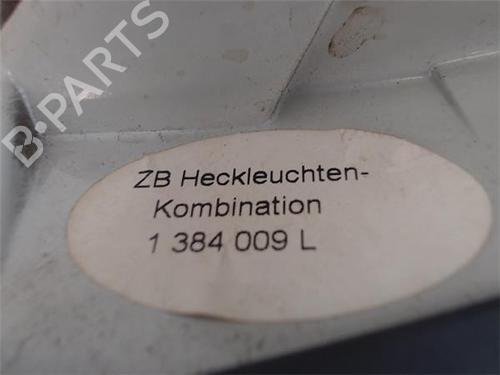 B-PARTS
ZB Heckleuchten-
Kombination
1 384 009 L